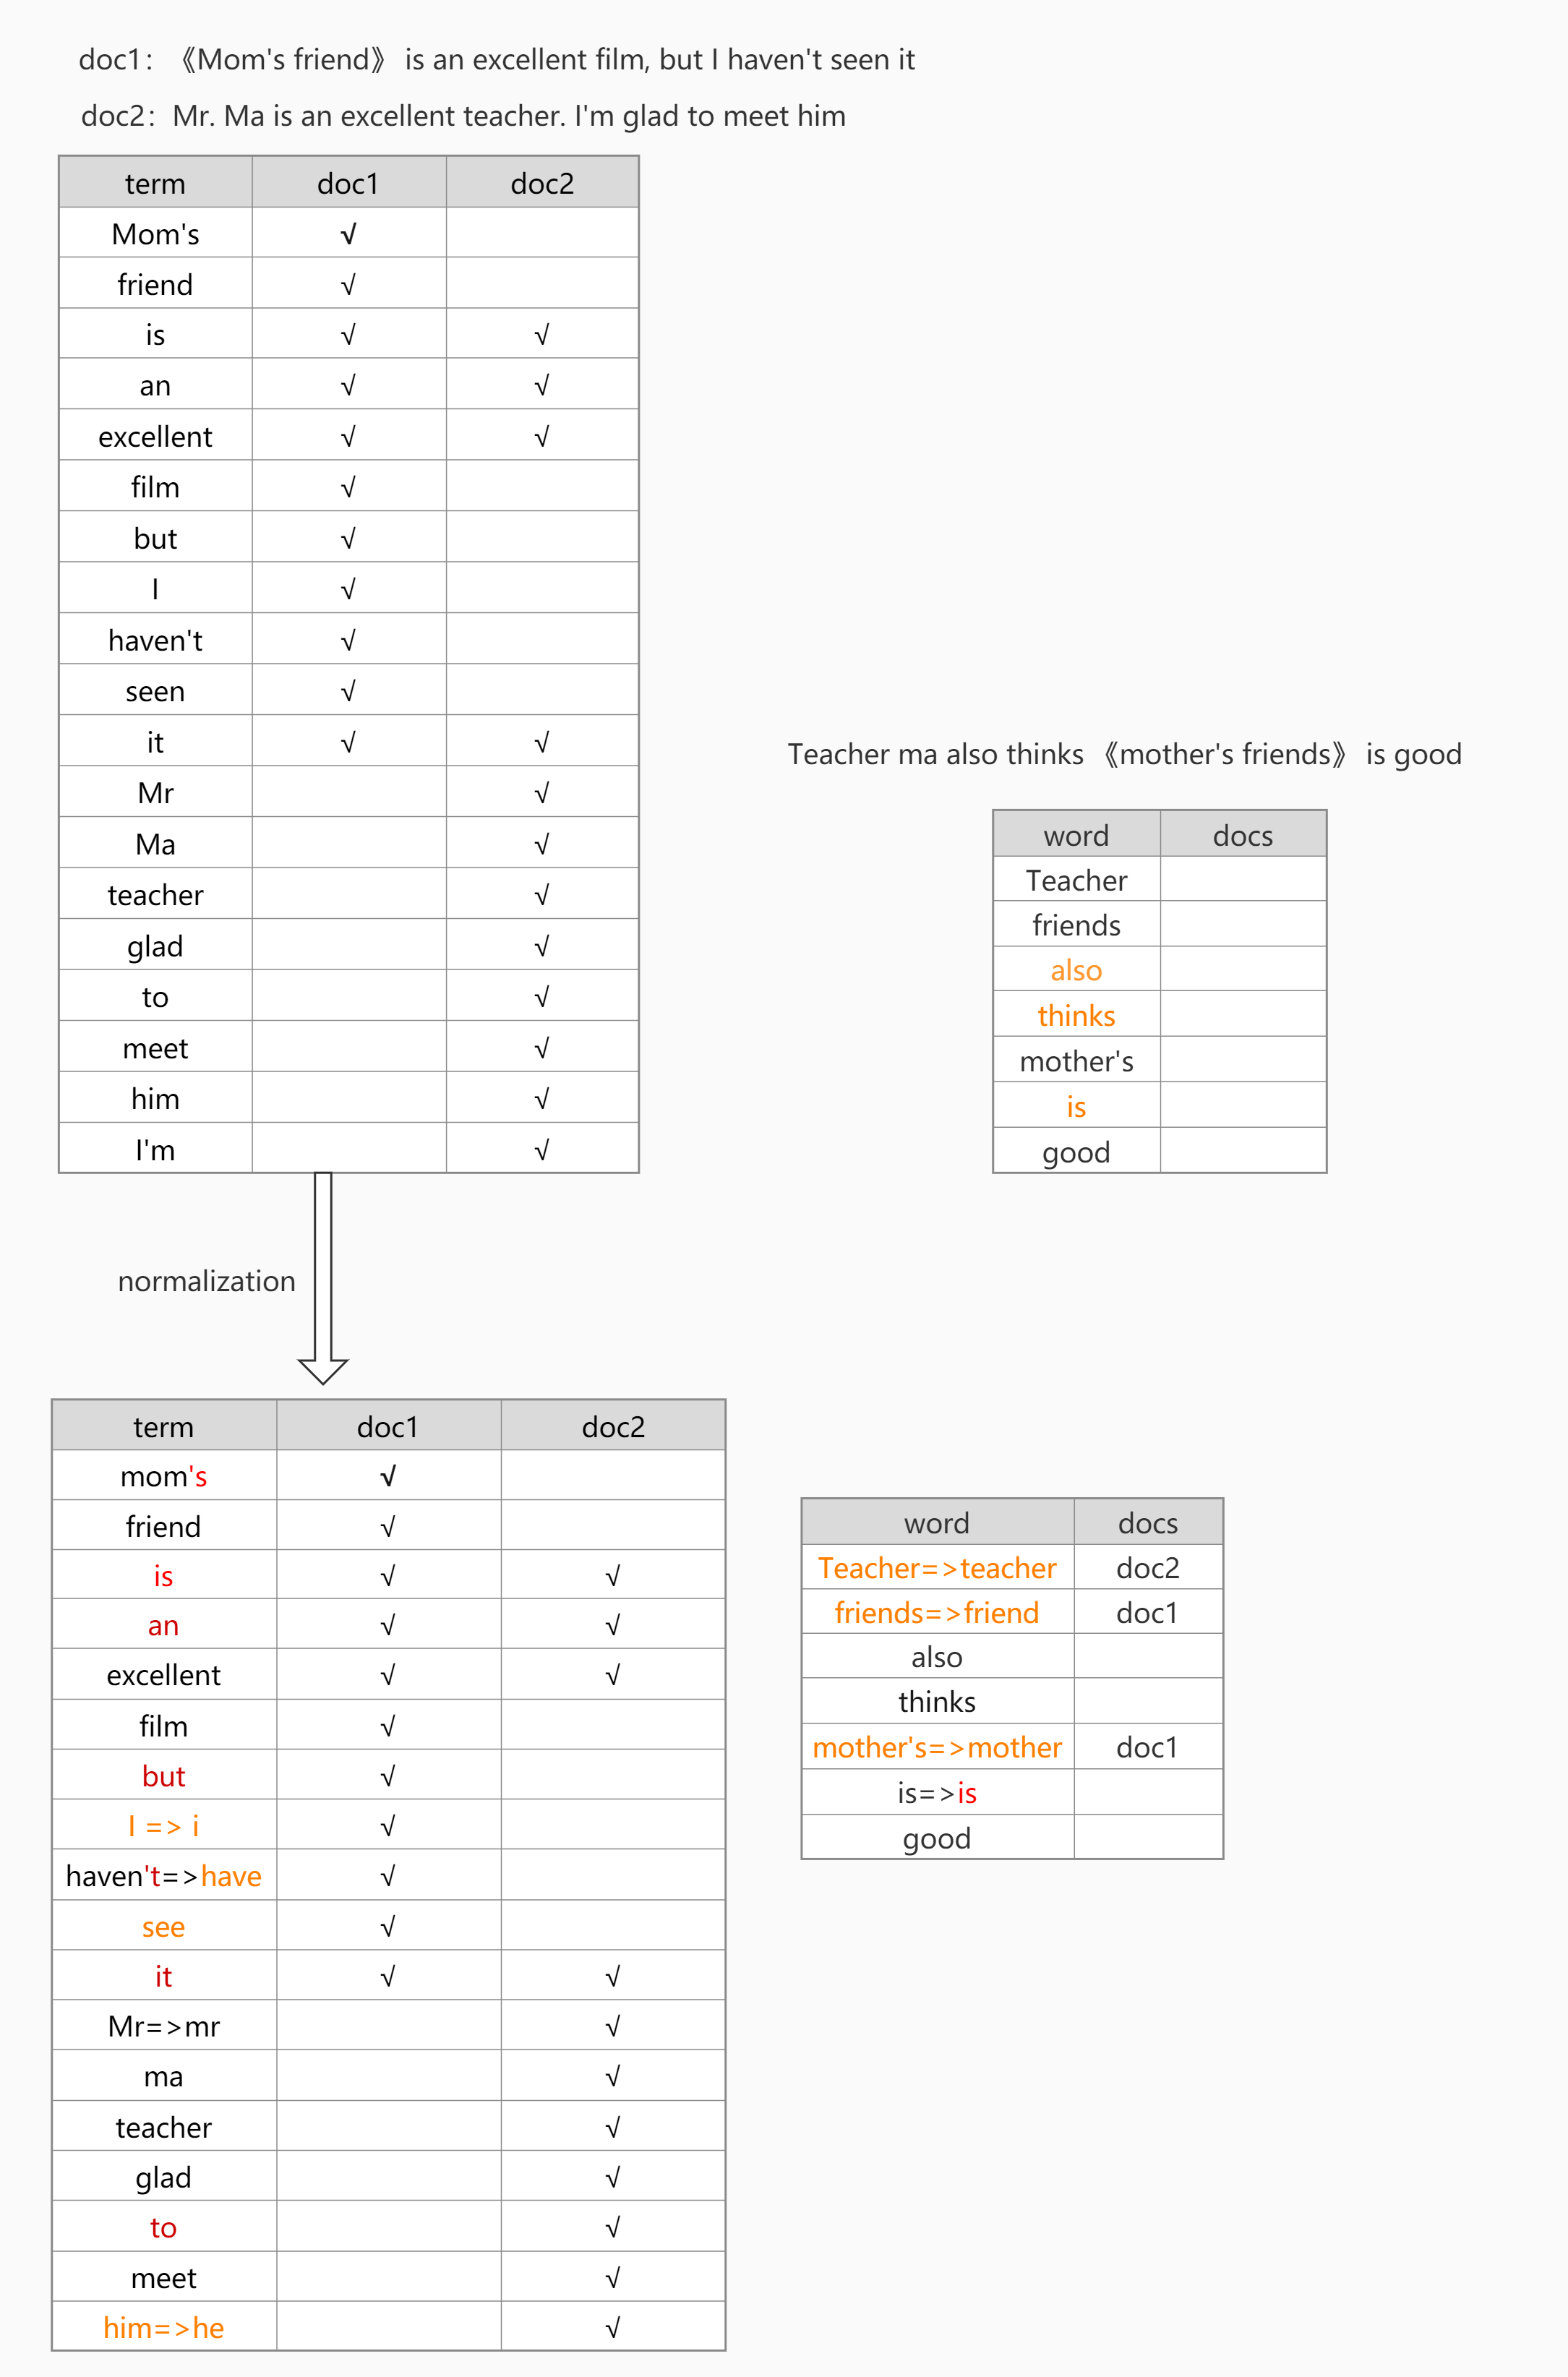 doc1：《Mom's friend》 is an excellent film, but I haven't seen it
doc2：Mr. Ma is an excellent teacher. I'm glad to meet him
term doc1 doc2
Mom's √
friend √
is √ √
an √ √
excellent √ √
film √
but √
I √
haven't √
seen √
it √ √
Mr √
Ma √
teacher √
glad √
to √
meet √
him √
I'm √
Teacher ma also thinks 《mother's friends》 is good
word docs
Teacher
friends
also
thinks
mother's
is
good
normalization
term doc1 doc2
mom's √
friend √
is √ √
an √ √
excellent √ √
film √
but √
I => i √
haven't=>have √
see √
it √ √
Mr=>mr √
ma √
teacher √
glad √
to √
meet √
him=>he √
word docs
Teacher=>teacher doc2
friends=>friend doc1
also
thinks
mother's=>mother doc1
is=>is
good